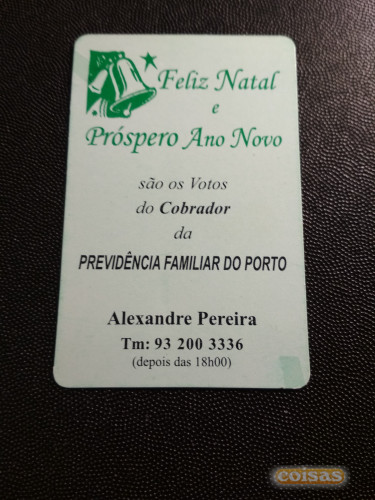 Feliz Natal
e
Próspero Ano Novo
são os Votos
do Cobrador
da
PREVIDÊNCIA FAMILIAR DO PORTO
Alexandre Pereira
Tm: 93 200 3336
(depois das 18h00)
coisas